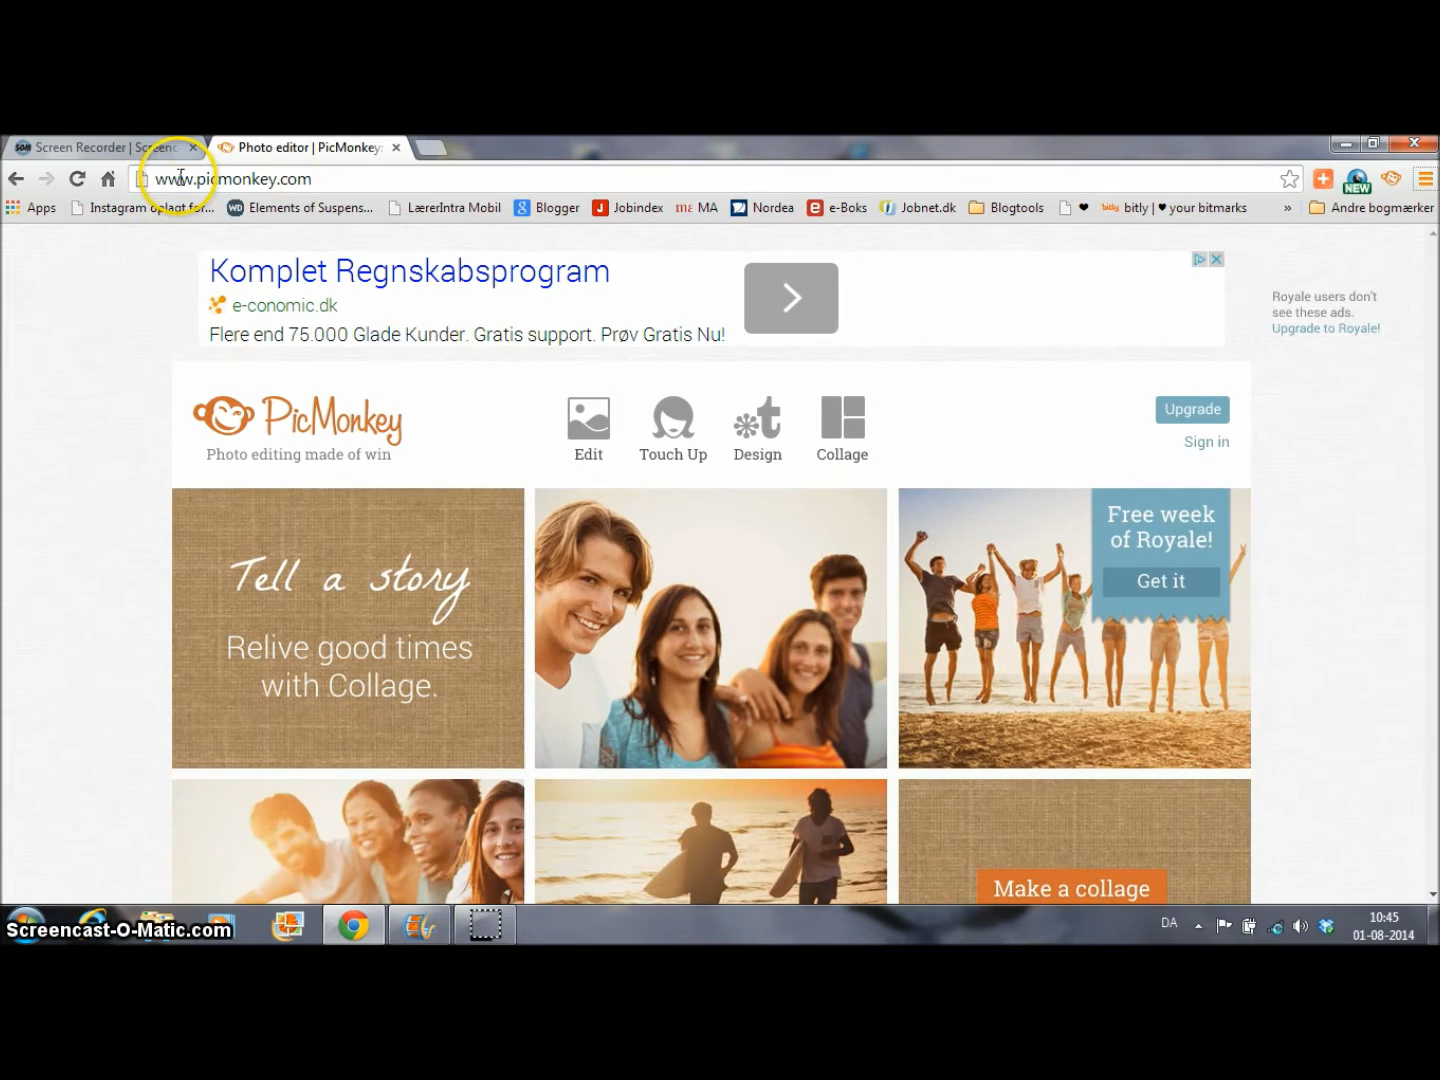 Screen Recorder | Screenc
Photo editor | PicMonkey:
www.picmonkey.com
NEW
Apps
Instagram oplagt for...
WD Elements of Suspens...
LærerIntra Mobil
Blogger
Jobindex
MA
Nordea
e-Boks
Jobnet.dk
Blogtools
bitly | ♥ your bitmarks
»
Andre bogmærker
Komplet Regnskabsprogram
e-conomic.dk
Flere end 75.000 Glade Kunder. Gratis support. Prøv Gratis Nu!
Royale users don't
see these ads.
Upgrade to Royale!
PicMonkey
Photo editing made of win
Edit
Touch Up
Design
Collage
Upgrade
Sign in
Tell a story
Relive good times
with Collage.
Free week
of Royale!
Get it
Make a collage
Screencast-O-Matic.com
DA
10:45
01-08-2014